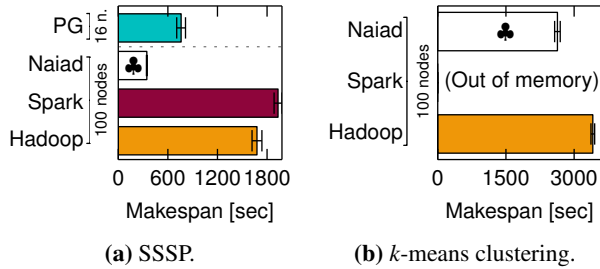 PG
16 n.
Naiad
Spark
Hadoop
100 nodes
♣
0 600 1200 1800
Makespan [sec]
(a) SSSP.
Naiad
Spark
Hadoop
100 nodes
♣
(Out of memory)
0 1500 3000
Makespan [sec]
(b) k-means clustering.